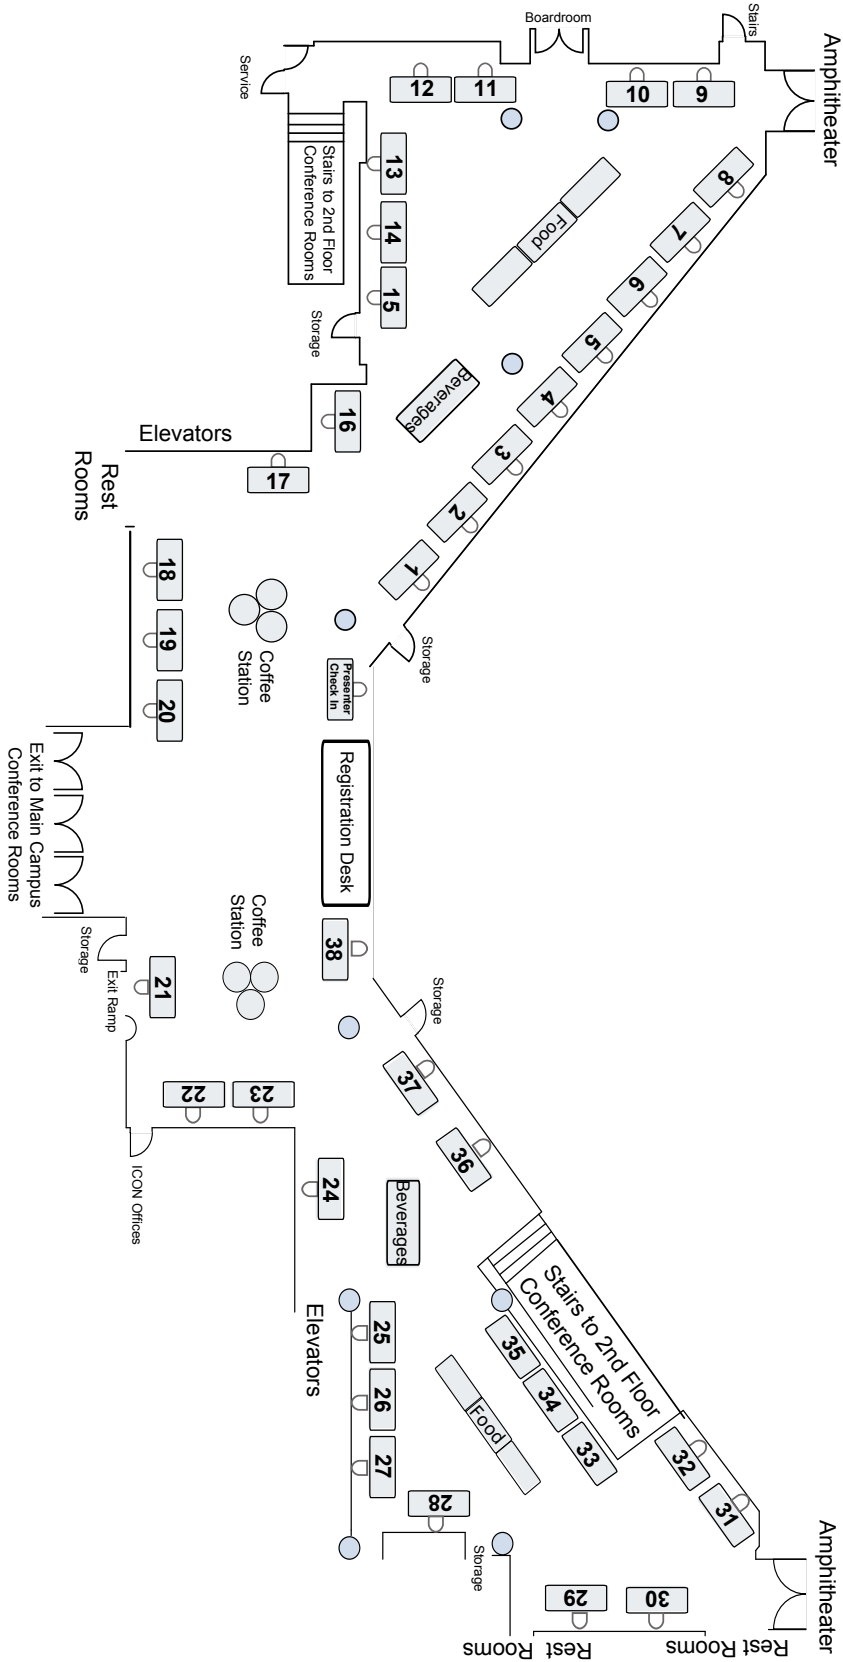 Boardroom
Stairs
Amphitheater
Service
12
11
10
9
Stairs to 2nd Floor
Conference Rooms
13
14
15
8
7
6
5
4
3
2
1
Food
Storage
Beverages
16
Elevators
17
Rest
Rooms
18
19
20
Coffee
Station
Storage
Presenter
Check In
Registration Desk
Exit to Main Campus
Conference Rooms
Coffee
Station
38
Storage
21
Exit Ramp
Storage
37
36
22
23
ICON Offices
24
Beverages
Stairs to 2nd Floor
Conference Rooms
Elevators
25
26
27
35
34
33
Food
32
31
28
Storage
Amphitheater
29
30
Rest
Rooms
Rest Rooms